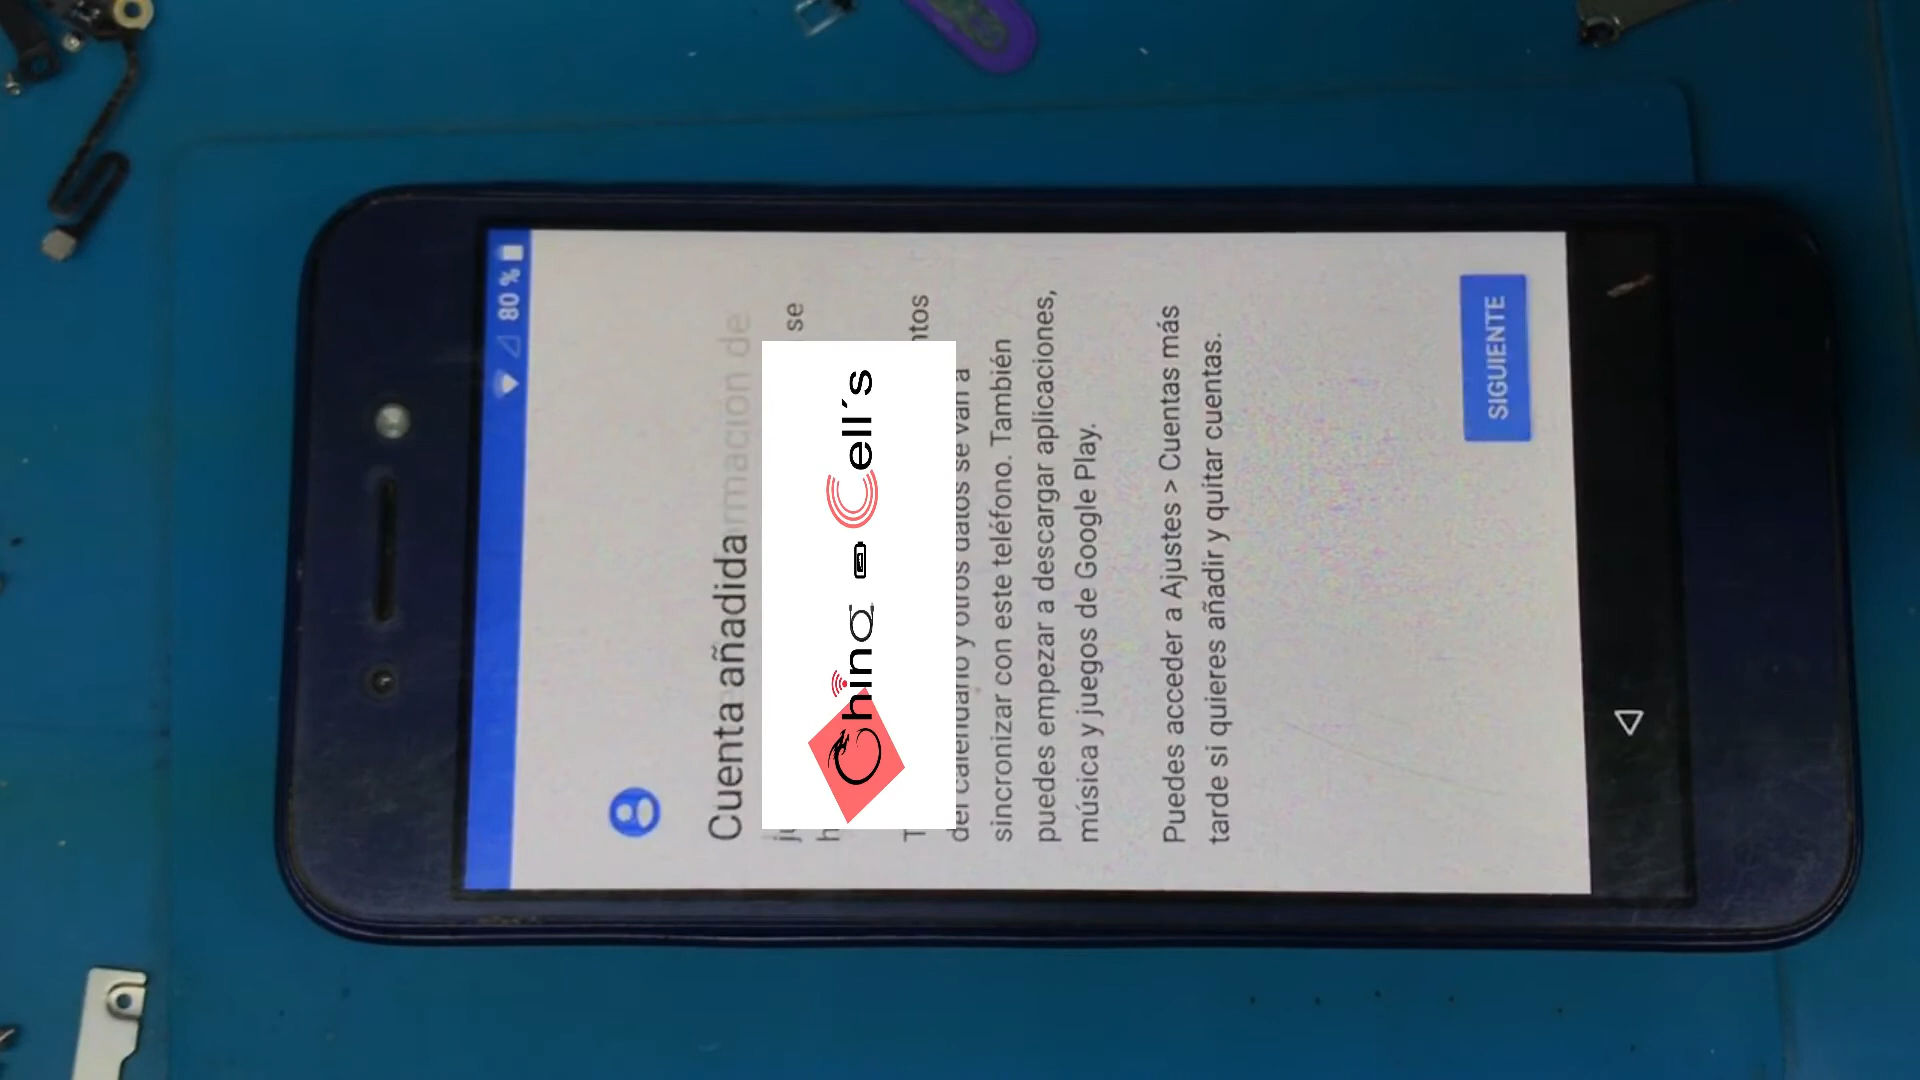 80 %
Cuenta añadida
se
ntos
del calendario y otros datos se van a
sincronizar con este teléfono. También
puedes empezar a descargar aplicaciones,
música y juegos de Google Play.
Puedes acceder a Ajustes > Cuentas más
tarde si quieres añadir y quitar cuentas.
SIGUIENTE
China - Cell´s